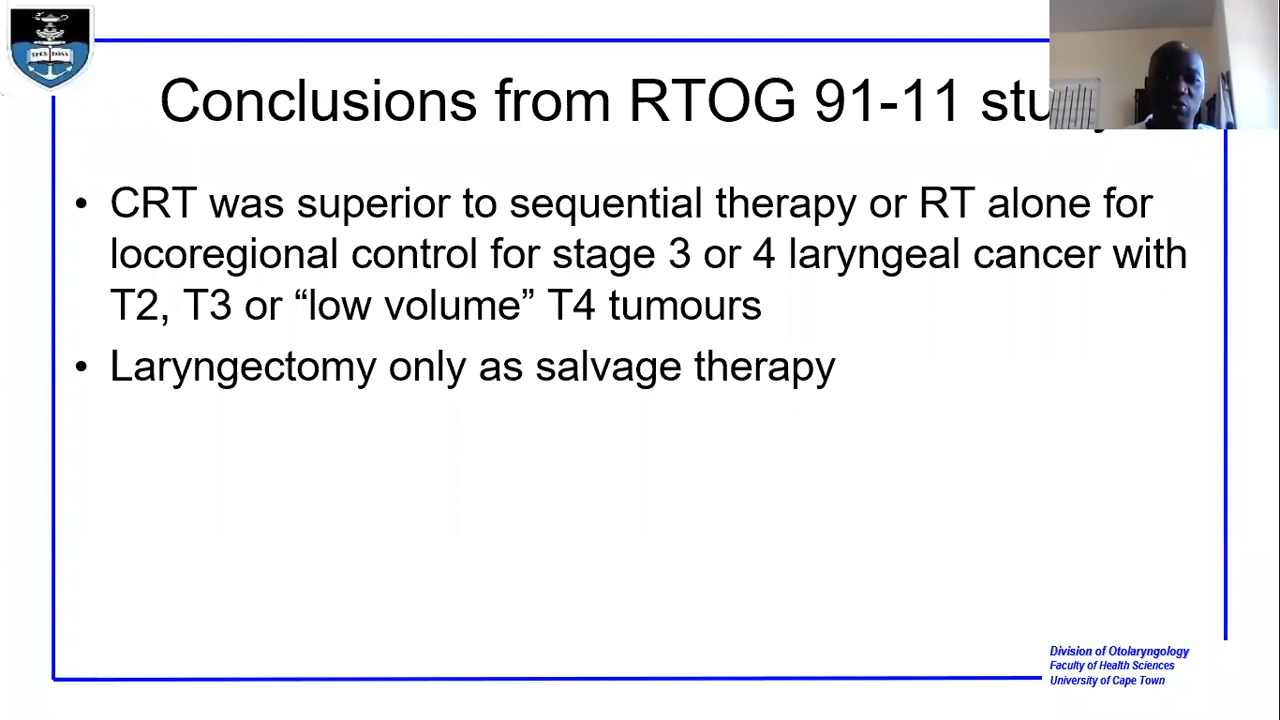 Conclusions from RTOG 91-11
• CRT was superior to sequential therapy or RT alone for
locoregional control for stage 3 or 4 laryngeal cancer with
T2, T3 or “low volume” T4 tumours
• Laryngectomy only as salvage therapy
Division of Otolaryngology
Faculty of Health Sciences
University of Cape Town